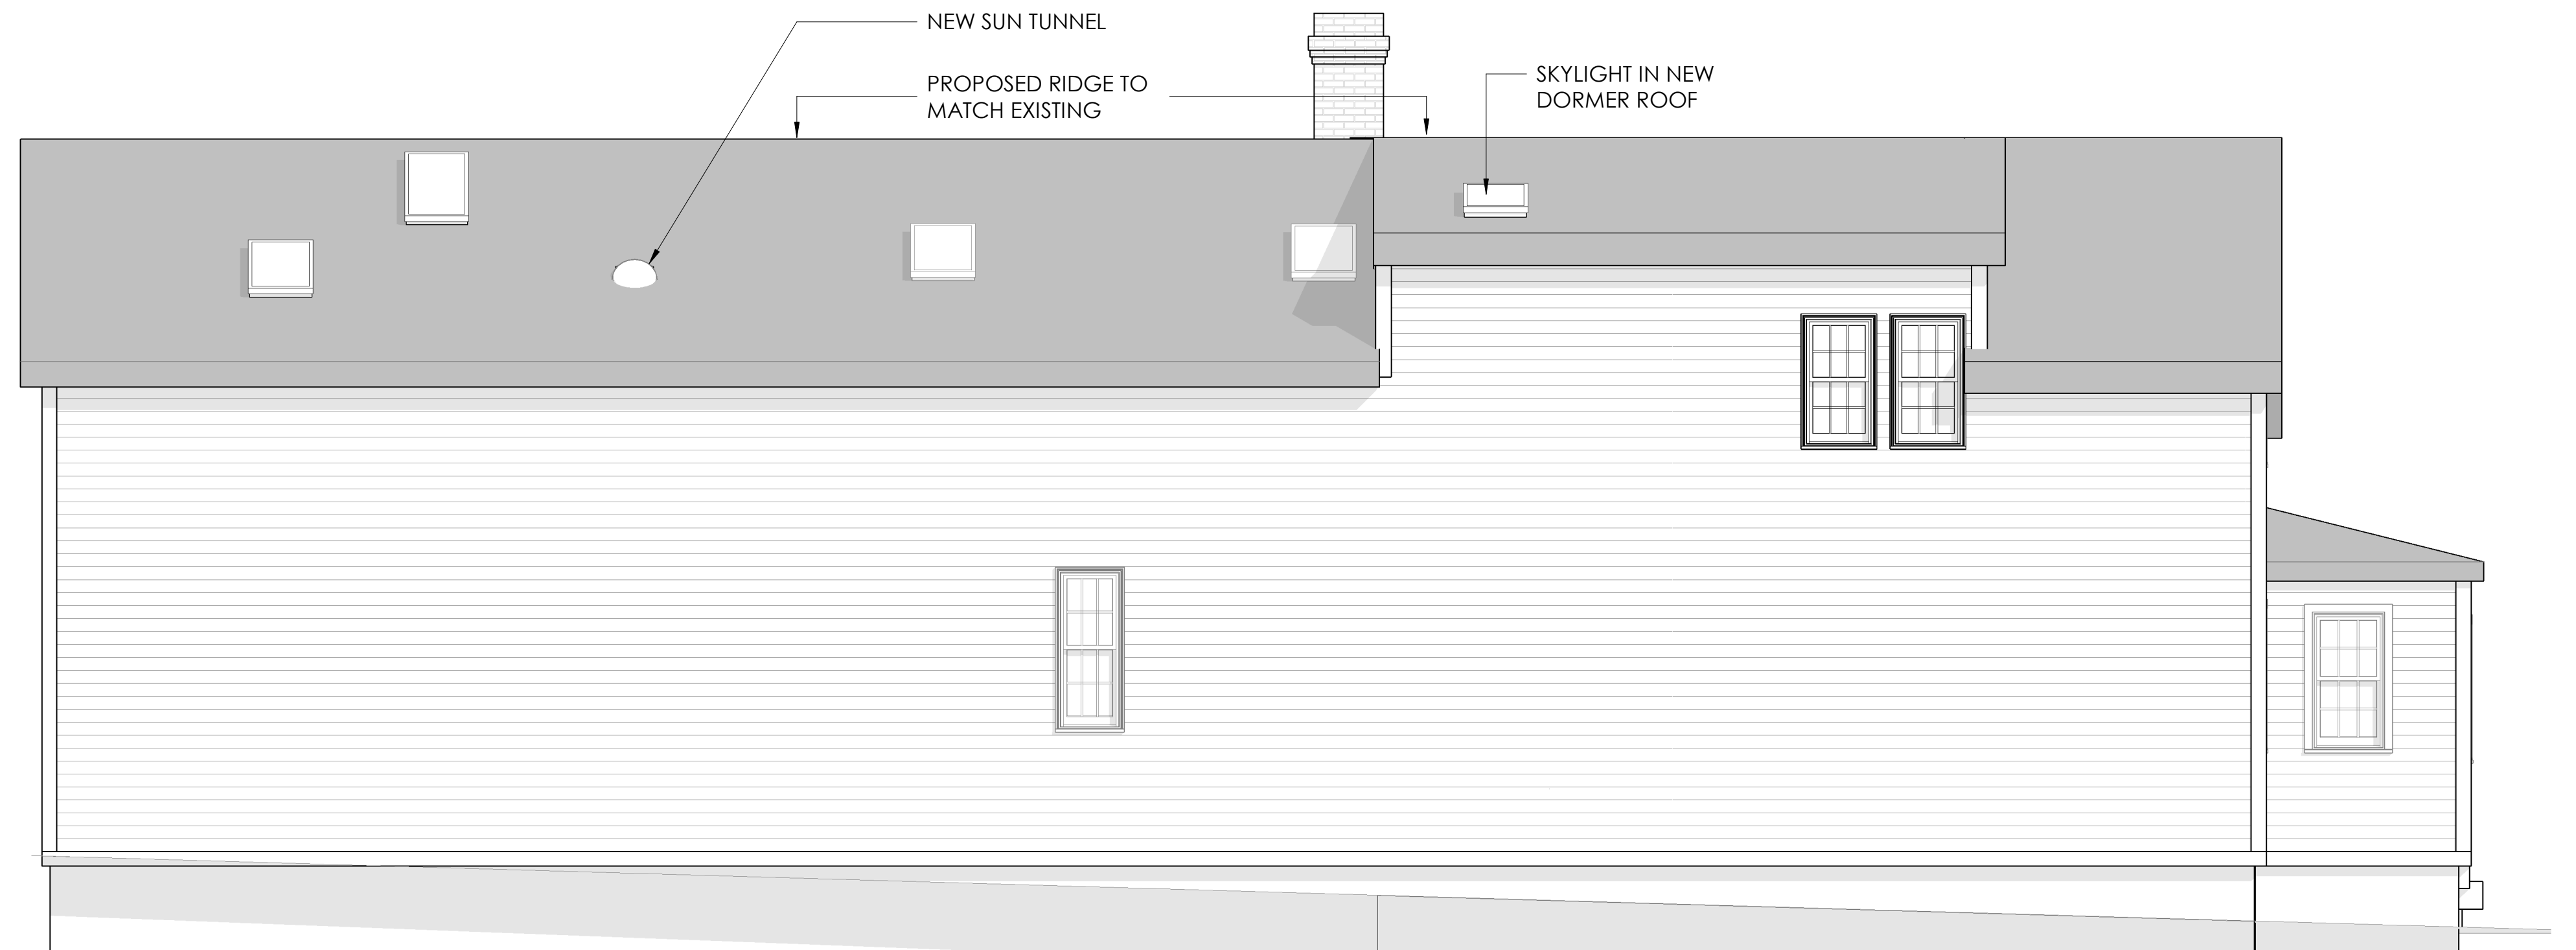 NEW SUN TUNNEL
PROPOSED RIDGE TO
MATCH EXISTING
SKYLIGHT IN NEW
DORMER ROOF